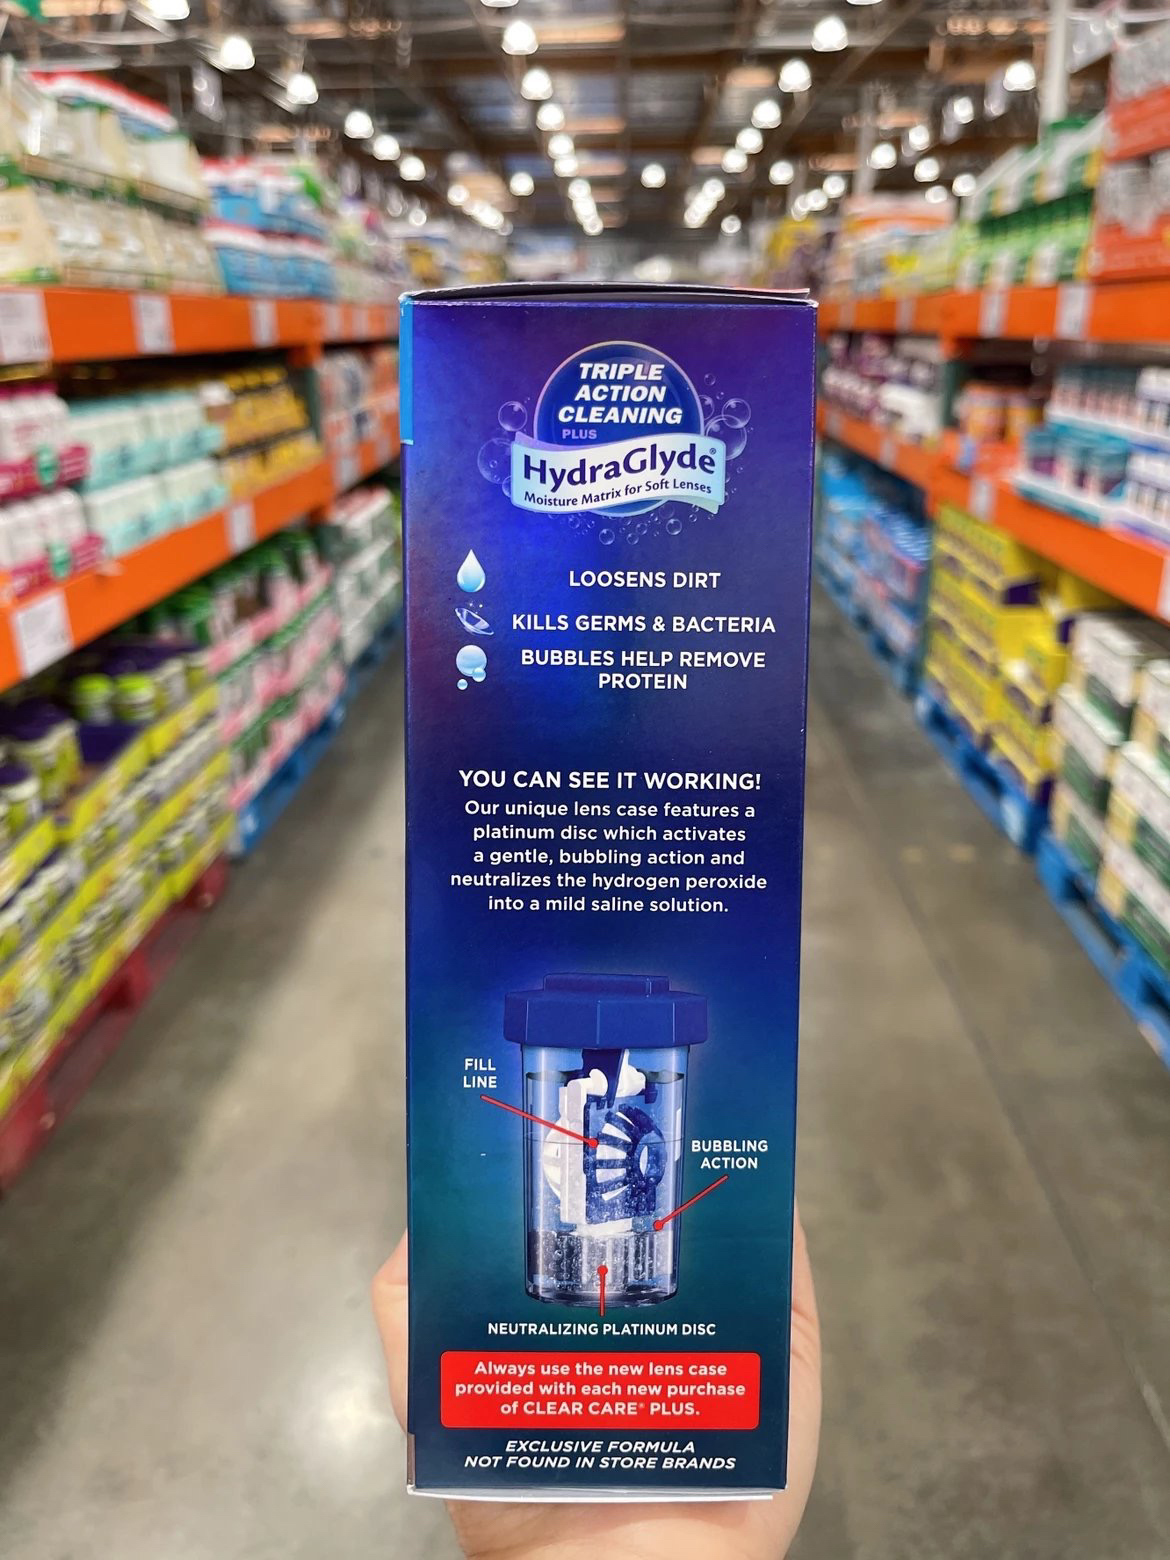 TRIPLE
ACTION
CLEANING
PLUS
HydraGlyde®
Moisture Matrix for Soft Lenses
LOOSENS DIRT
KILLS GERMS & BACTERIA
BUBBLES HELP REMOVE
PROTEIN
YOU CAN SEE IT WORKING!
Our unique lens case features a
platinum disc which activates
a gentle, bubbling action and
neutralizes the hydrogen peroxide
into a mild saline solution.
FILL
LINE
BUBBLING
ACTION
NEUTRALIZING PLATINUM DISC
Always use the new lens case
provided with each new purchase
of CLEAR CARE® PLUS.
EXCLUSIVE FORMULA
NOT FOUND IN STORE BRANDS